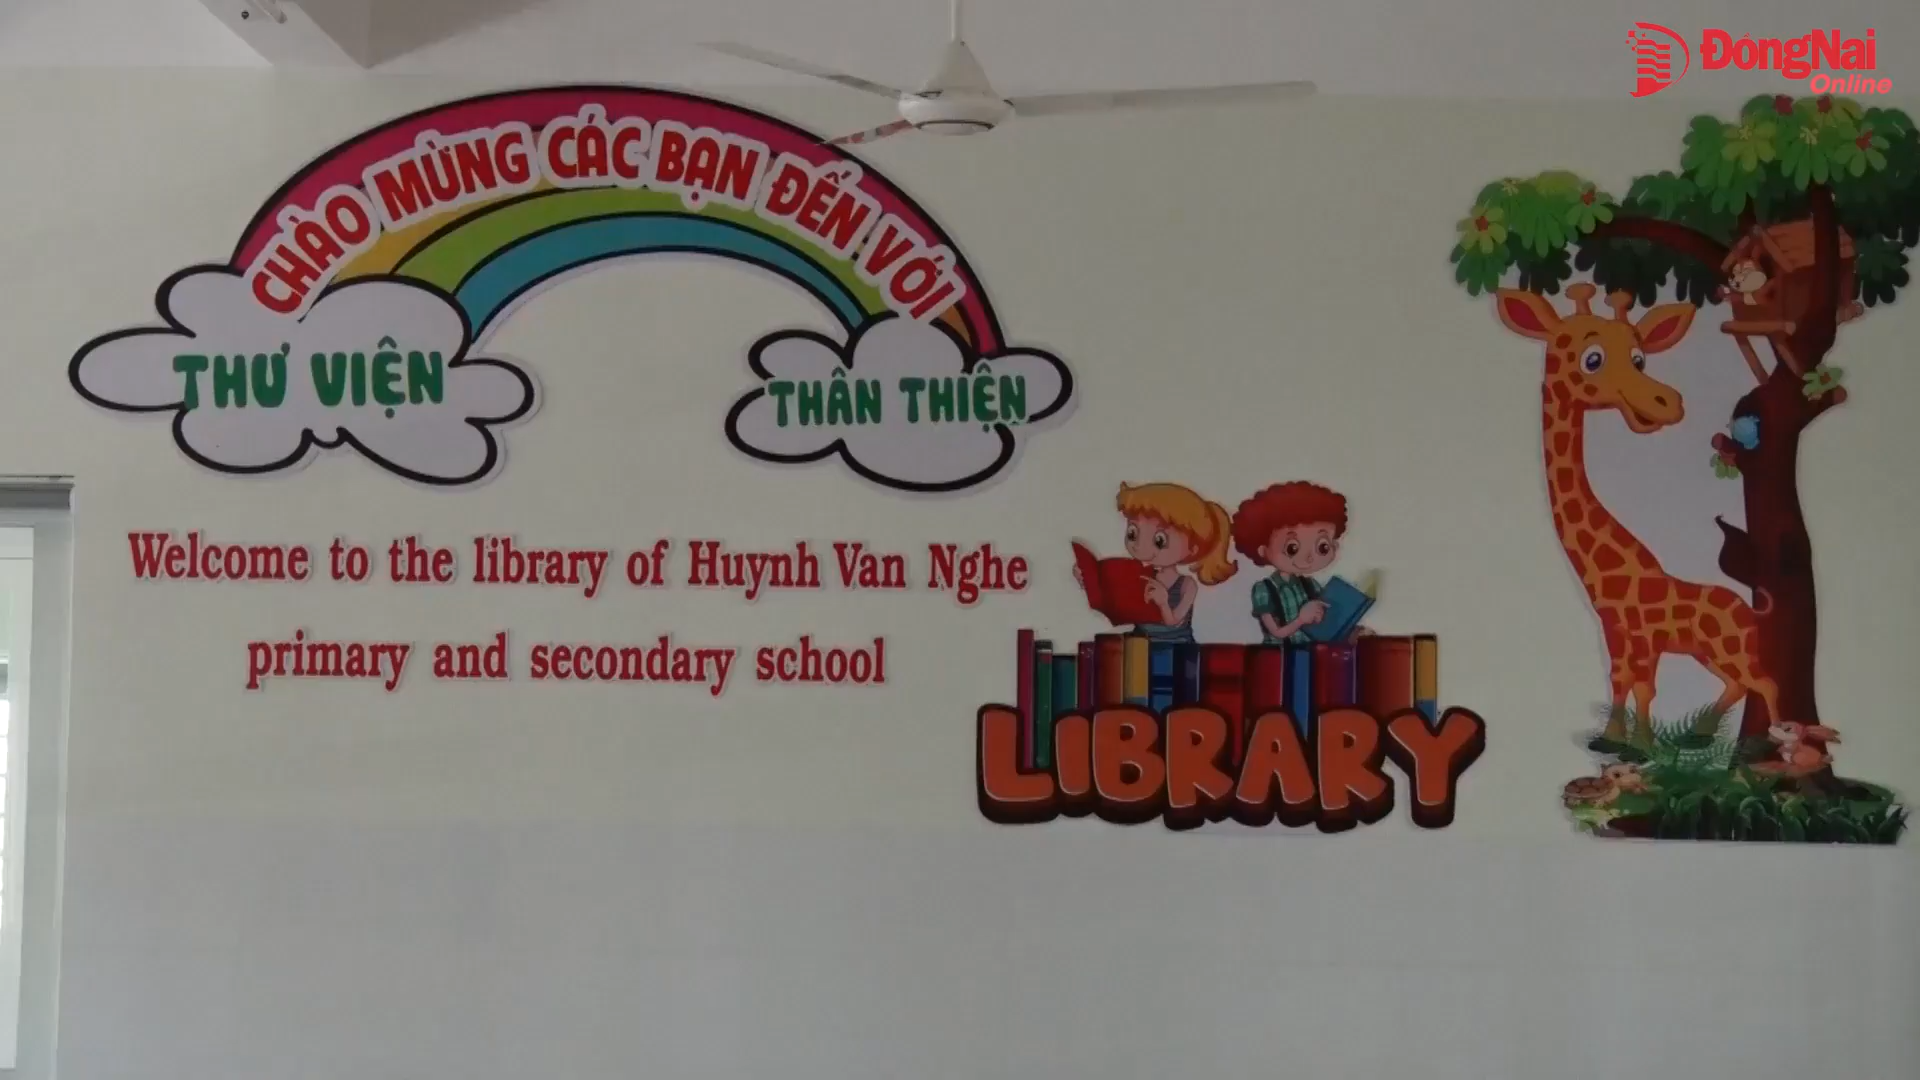 ĐồngNai
Online
CHÀO MỪNG CÁC BẠN ĐẾN VỚI
THƯ VIỆN
THÂN THIỆN
Welcome to the library of Huynh Van Nghe
primary and secondary school
LIBRARY